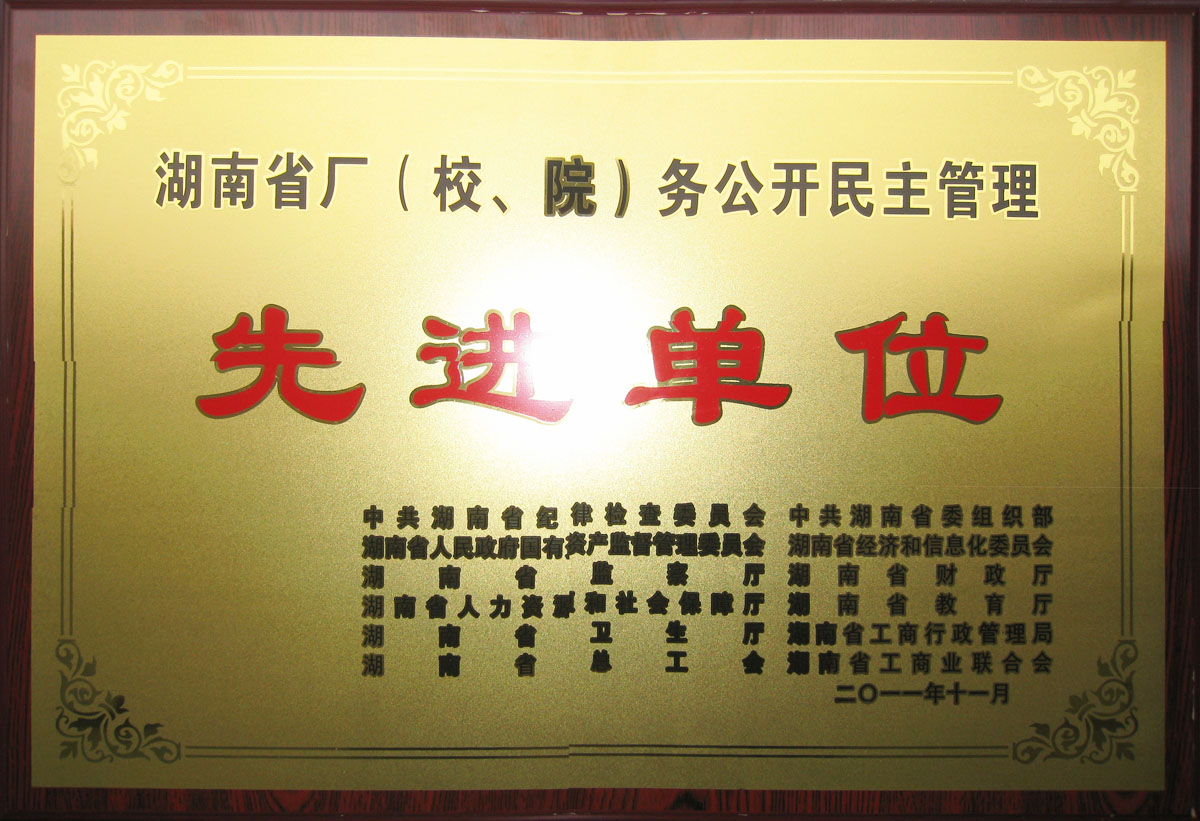 湖南省厂（校、院）务公开民主管理
先进单位
中共湖南省纪律检查委员会 中共湖南省委组织部
湖南省人民政府国有资产监督管理委员会 湖南省经济和信息化委员会
湖南省监察厅 湖南省财政厅
湖南省人力资源和社会保障厅 湖南省教育厅
湖南省卫生厅 湖南省工商行政管理局
湖南省总工会 湖南省工商业联合会
二〇一一年十一月